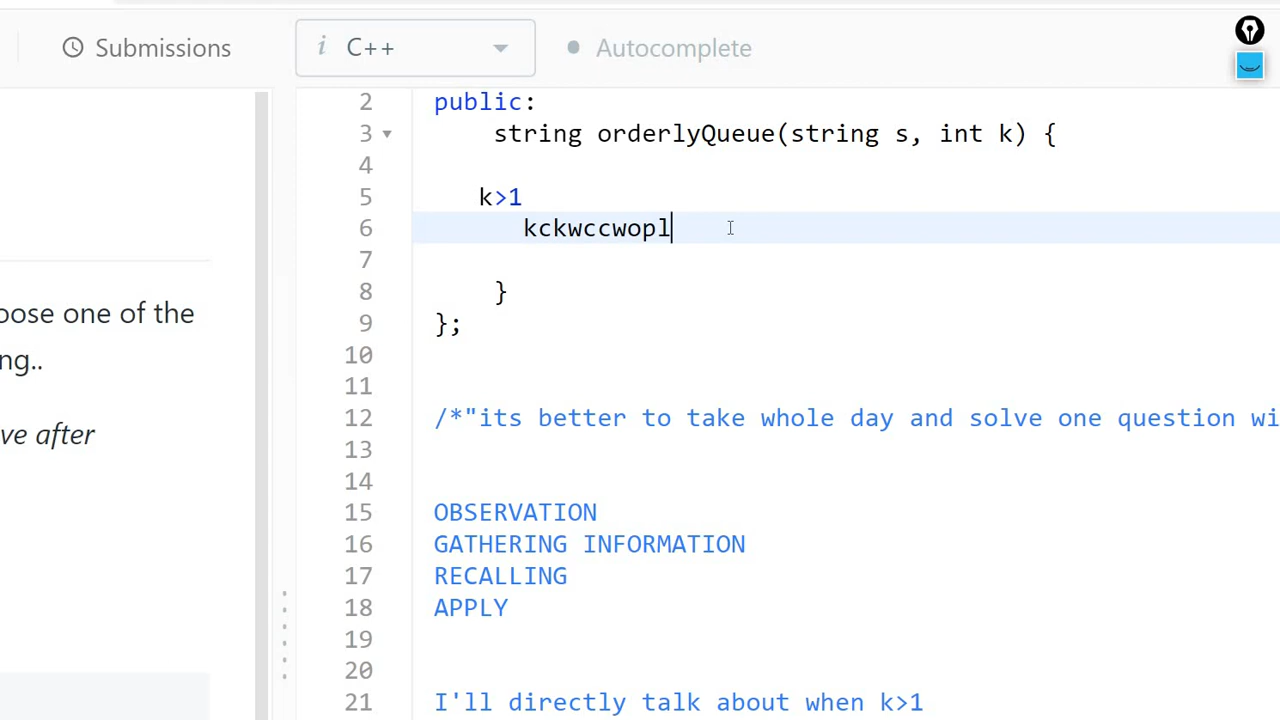 Submissions
i C++
Autocomplete
oose one of the
ng..
ve after
2 public:
3 string orderlyQueue(string s, int k) {
4
5 k>1
6 kckwccwopl
7
8 }
9 };
10
11
12 /*"its better to take whole day and solve one question wi
13
14
15 OBSERVATION
16 GATHERING INFORMATION
17 RECALLING
18 APPLY
19
20
21 I'll directly talk about when k>1